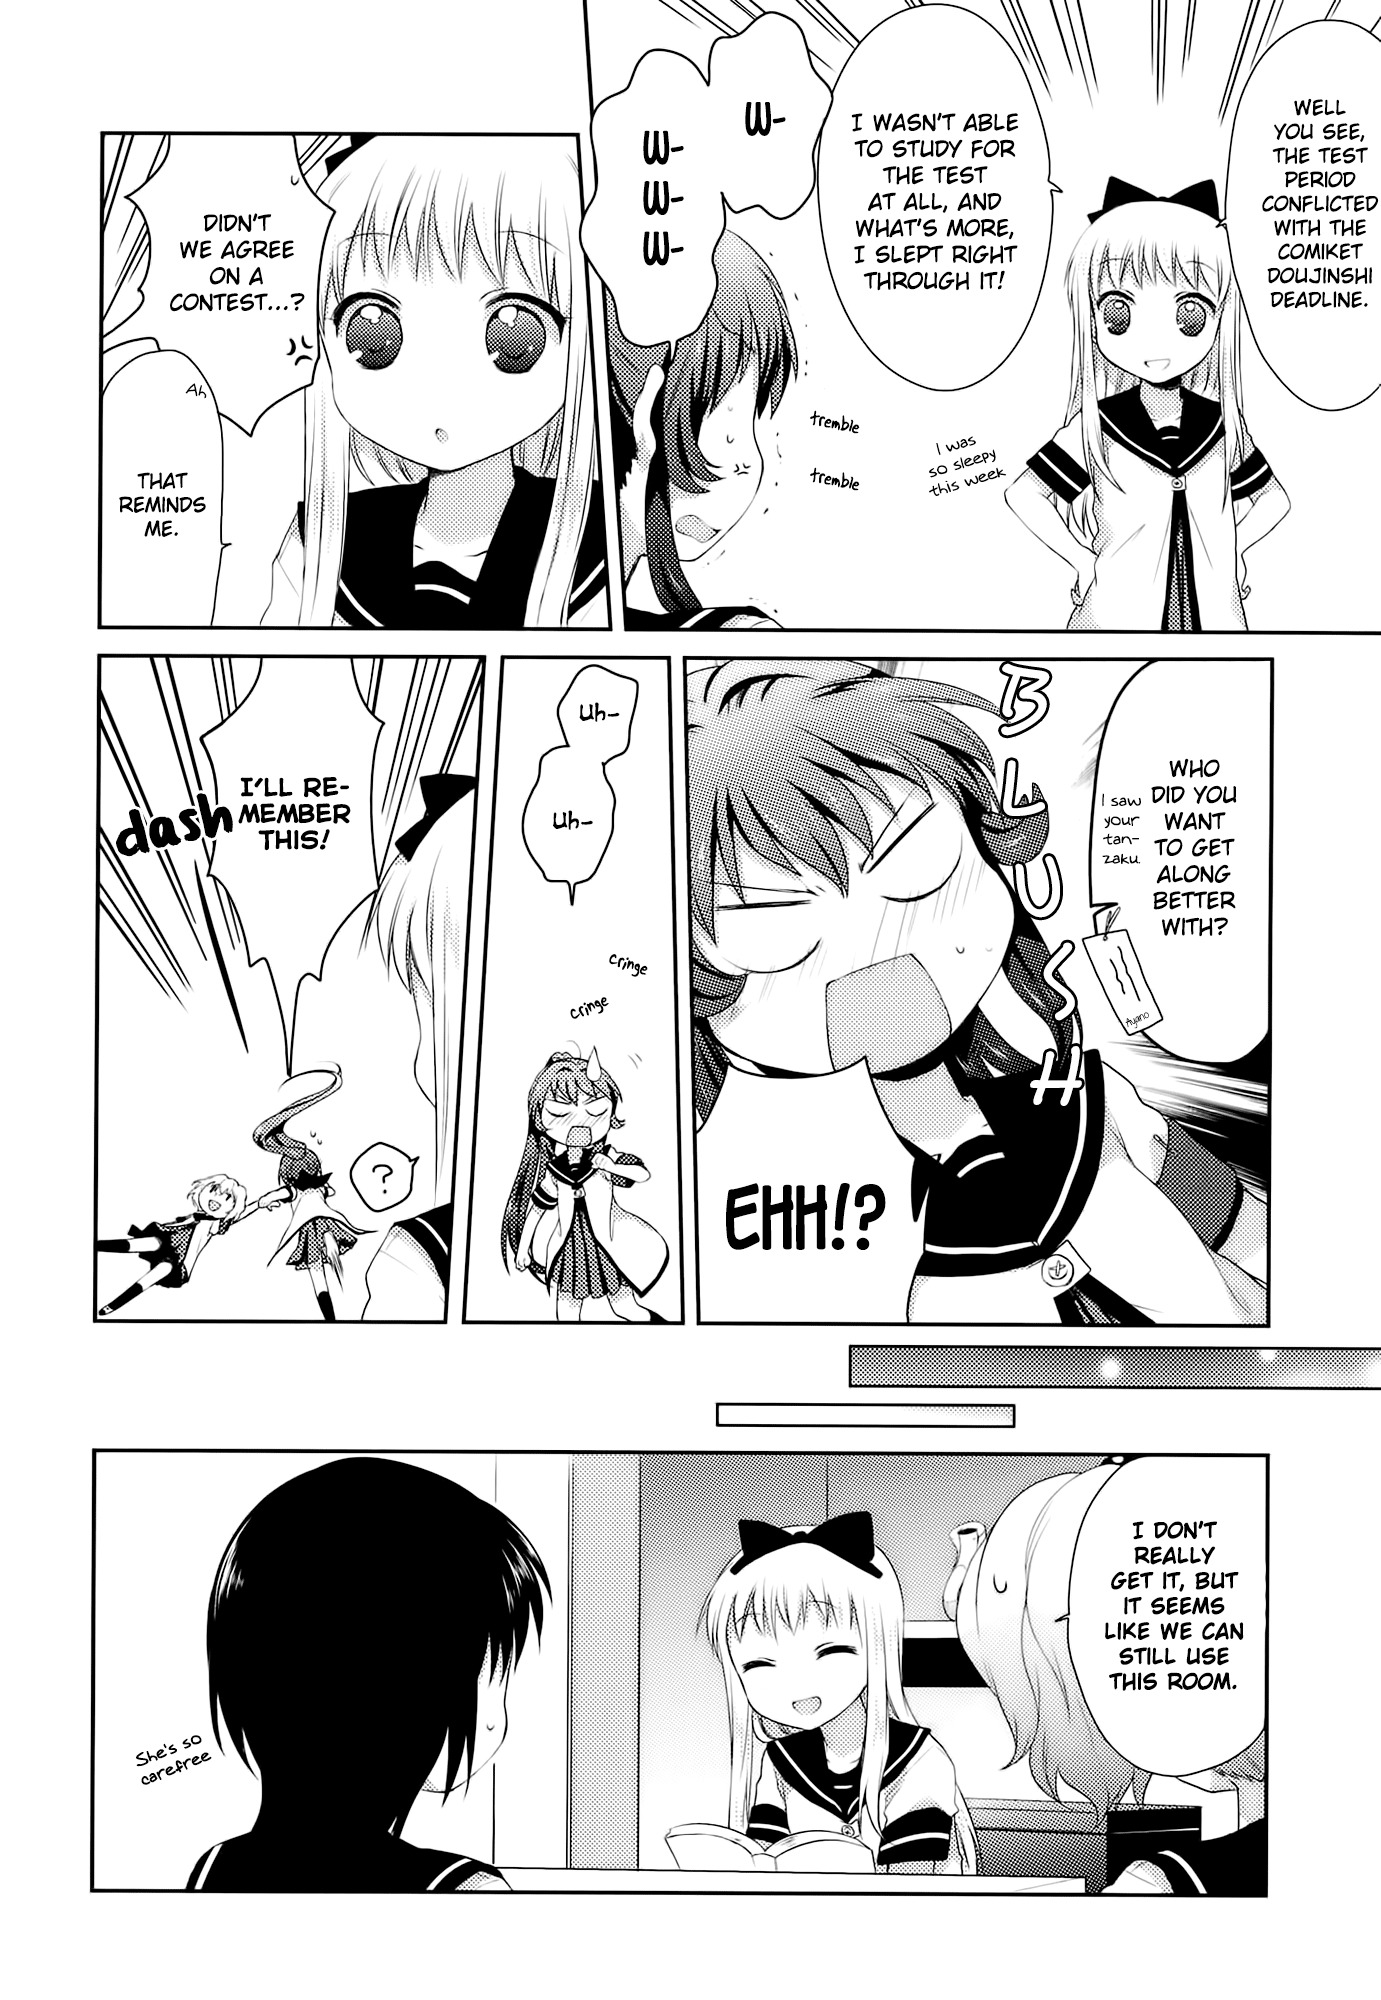 WELL
YOU SEE,
THE TEST
PERIOD
CONFLICTED
WITH THE
COMIKET
DOUJINSHI
DEADLINE.
I WASN'T ABLE
TO STUDY FOR
THE TEST
AT ALL, AND
WHAT'S MORE,
I SLEPT RIGHT
THROUGH IT!
I was
so sleepy
this week
W-
W-
W-
W-
tremble
tremble
DIDN'T
WE AGREE
ON A
CONTEST...?
Ah
THAT
REMINDS
ME.
WHO
DID YOU
WANT
TO GET
ALONG
BETTER
WITH?
I saw
your
tan-
zaku.
Ayano
BLUSH
EHH!?
Uh-
Uh-
cringe
cringe
I'LL RE-
MEMBER
THIS!
dash
?
I DON'T
REALLY
GET IT, BUT
IT SEEMS
LIKE WE CAN
STILL USE
THIS ROOM.
She's so
carefree